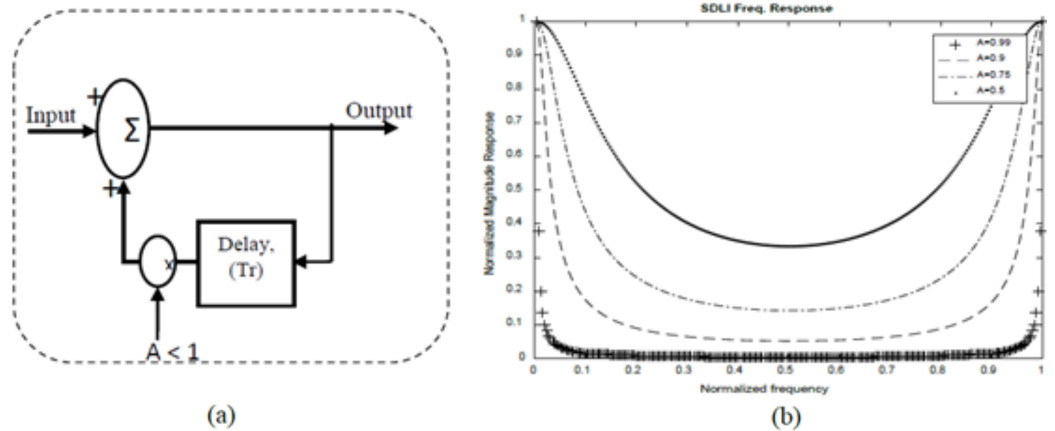 +
Input
Σ
Output
+
Delay,
(Tr)
x
A < 1
(a)
SDLI Freq. Response
Normalized Magnitude Response
1
0.9
0.8
0.7
0.6
0.5
0.4
0.3
0.2
0.1
0
+ A=0.99
A=0.9
A=0.75
A=0.5
0 0.1 0.2 0.3 0.4 0.5 0.6 0.7 0.8 0.9 1
Normalized frequency
(b)